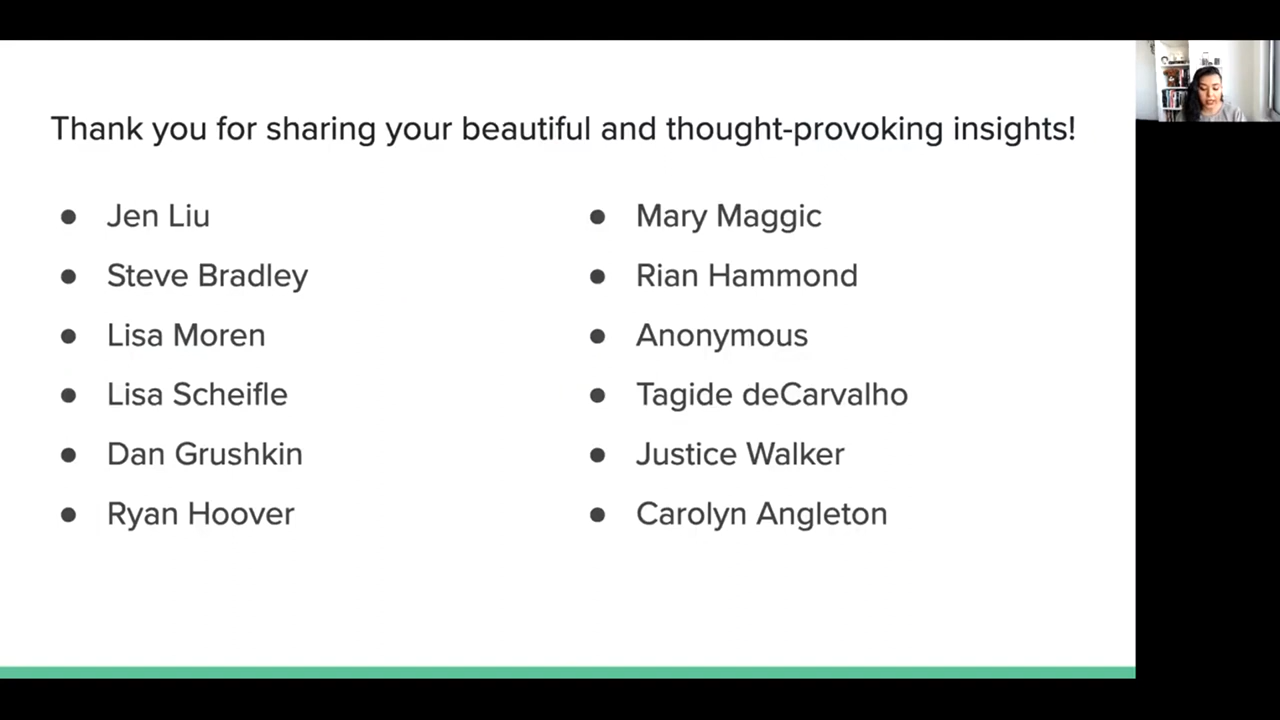 Thank you for sharing your beautiful and thought-provoking insights!
Jen Liu
Steve Bradley
Lisa Moren
Lisa Scheifle
Dan Grushkin
Ryan Hoover
Mary Maggic
Rian Hammond
Anonymous
Tagide deCarvalho
Justice Walker
Carolyn Angleton